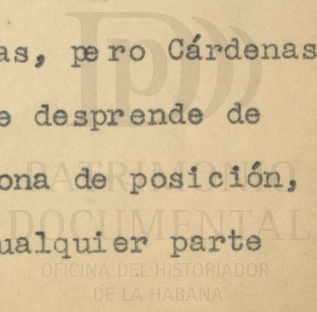 as, pero Cárdenas
e desprende de
ona de posición,
ualquier parte
PATRIMONIO
DOCUMENTAL
OFICINA DEL HISTORIADOR
DE LA HABANA